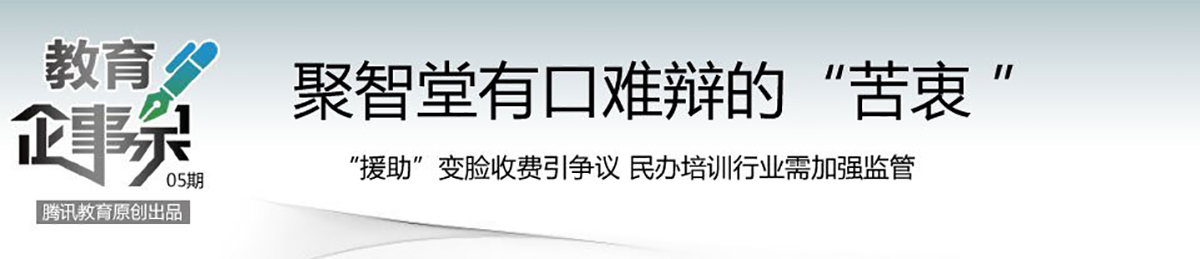 教育
企事录
05期
腾讯教育原创出品
聚智堂有口难辩的“苦衷 ”
“援助”变脸收费引争议 民办培训行业需加强监管